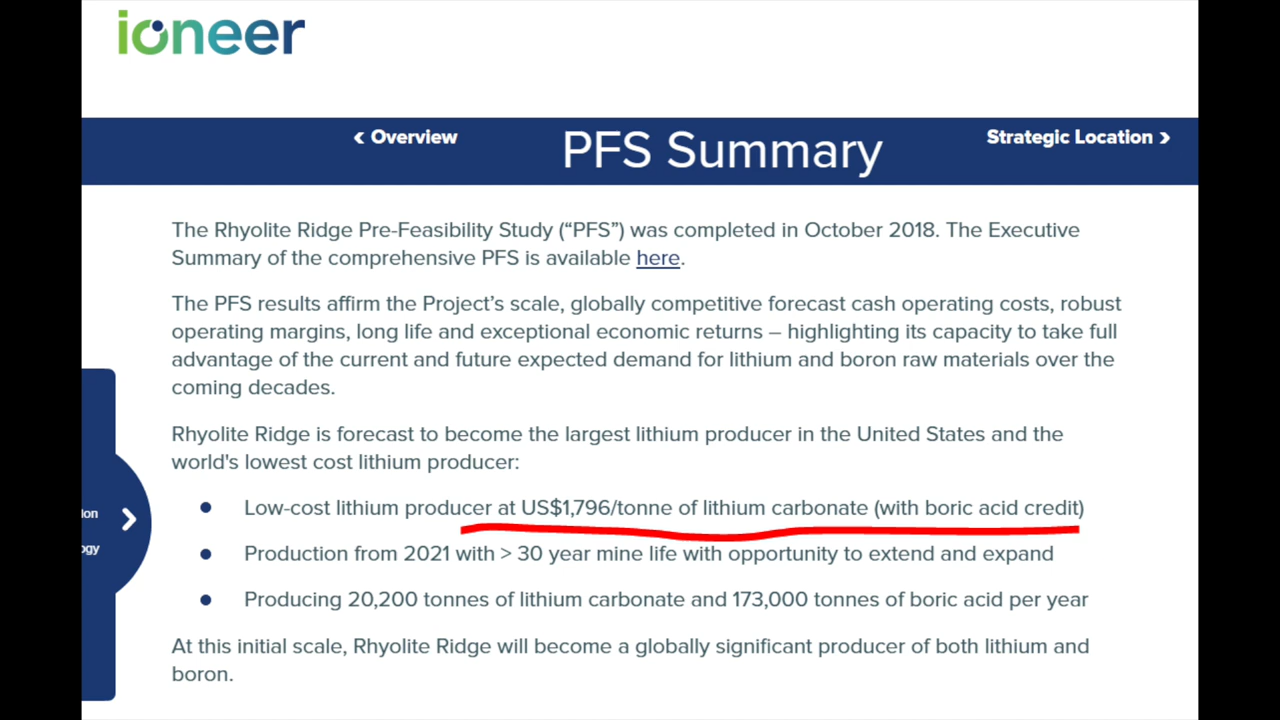 ioneer
‹ Overview
PFS Summary
Strategic Location ›
The Rhyolite Ridge Pre-Feasibility Study (“PFS”) was completed in October 2018. The Executive
Summary of the comprehensive PFS is available here.
The PFS results affirm the Project’s scale, globally competitive forecast cash operating costs, robust
operating margins, long life and exceptional economic returns – highlighting its capacity to take full
advantage of the current and future expected demand for lithium and boron raw materials over the
coming decades.
Rhyolite Ridge is forecast to become the largest lithium producer in the United States and the
world's lowest cost lithium producer:
● Low-cost lithium producer at US$1,796/tonne of lithium carbonate (with boric acid credit)
● Production from 2021 with > 30 year mine life with opportunity to extend and expand
● Producing 20,200 tonnes of lithium carbonate and 173,000 tonnes of boric acid per year
At this initial scale, Rhyolite Ridge will become a globally significant producer of both lithium and
boron.